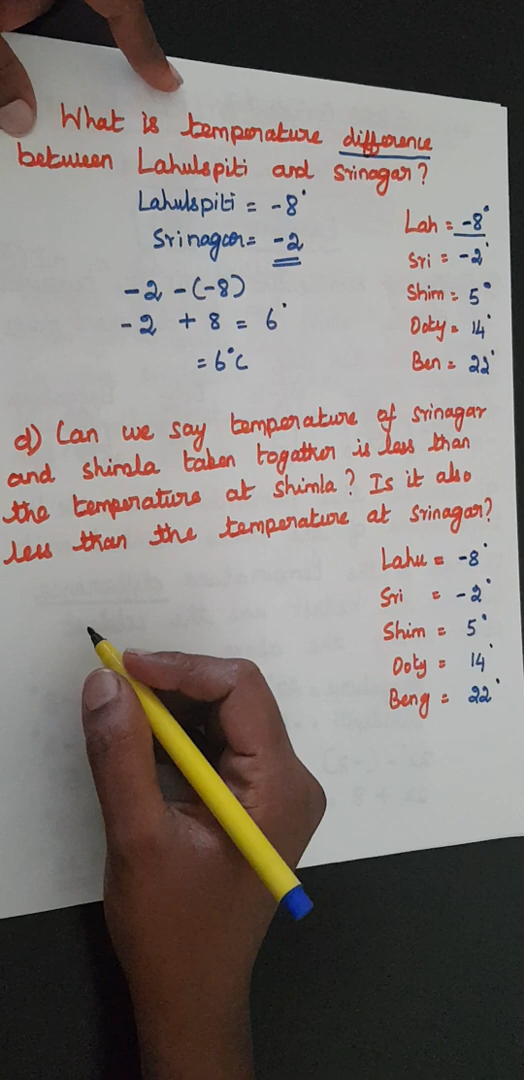 What is temperature difference
between Lahulspiti and Srinagar?
Lahulspiti = -8°
Srinagar = -2
-2 - (-8)
-2 + 8 = 6°
= 6°C
Lah = -8°
Sri = -2°
Shim = 5°
Ooty = 14°
Ben = 22°
d) Can we say temperature of Srinagar
and shimla taken togather is less than
the temperature at Shimla? Is it also
less than the temperature at Srinagar?
Lahu = -8°
Sri = -2°
Shim = 5°
Ooty = 14°
Beng = 22°